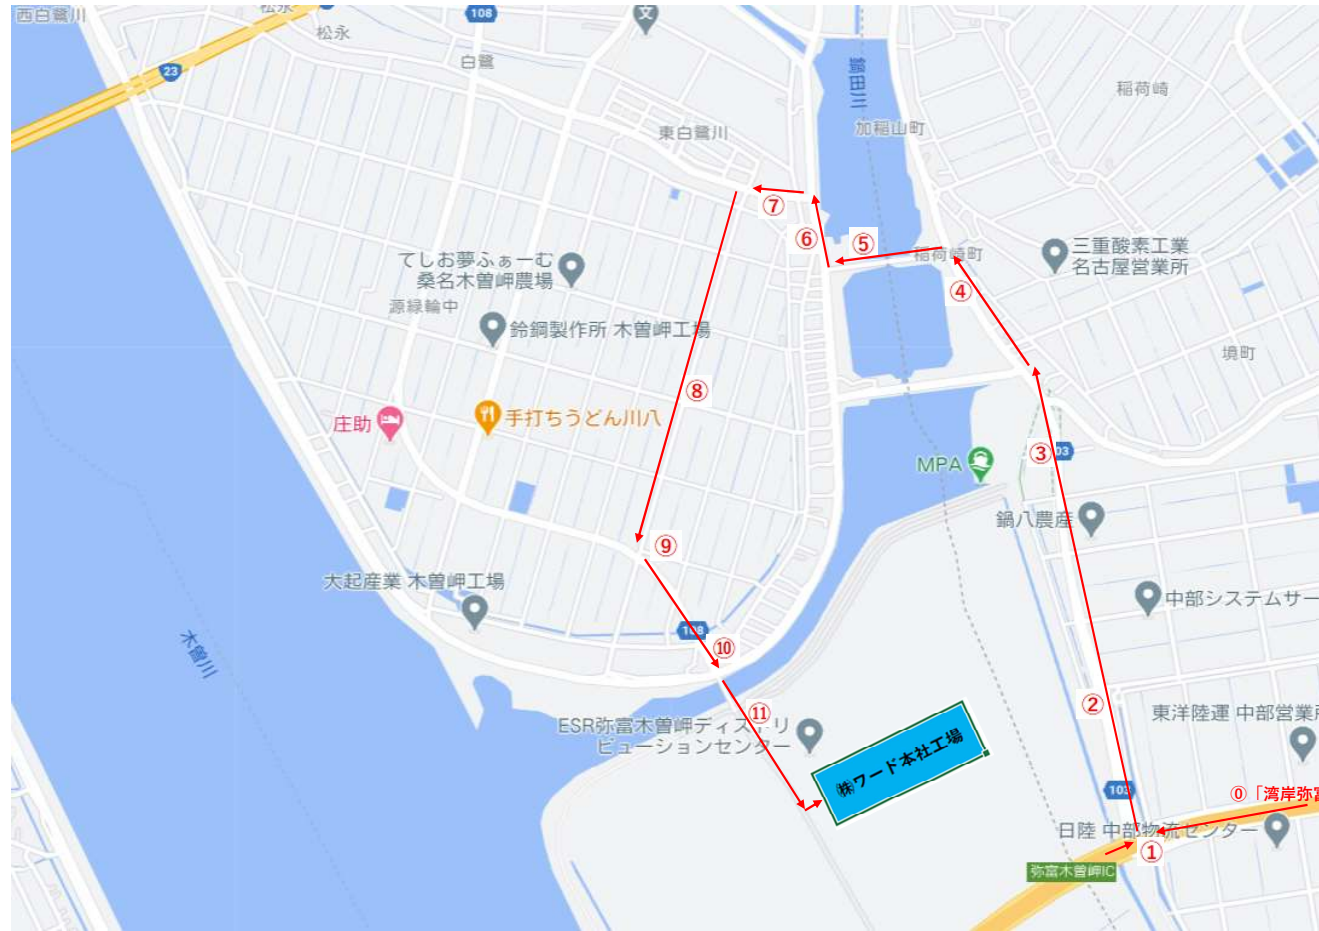 西白鷺川
松永
松永
108
文
23
白鷺
鍋田川
稲荷崎
東白鷺川
加稲山町
⑦
⑥
⑤
稲荷崎町
三重酸素工業
名古屋営業所
てしお夢ふぁーむ
桑名木曽岬農場
④
源緑輪中
鈴鋼製作所 木曽岬工場
境町
⑧
庄助
手打ちうどん川八
③
03
MPA
鍋八農産
⑨
大起産業 木曽岬工場
中部システムサー
木曽川
108
⑩
②
⑪
ESR弥富木曽岬ディストリ
ビューションセンター
㈱ワード本社工場
東洋陸運 中部営業所
103
⓪「湾岸弥富
日陸 中部物流センター
①
弥富木曽岬IC